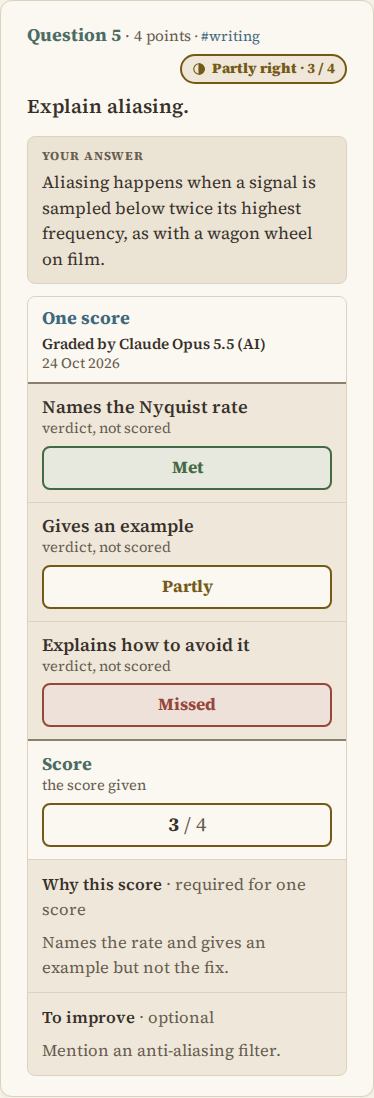 Question 5 · 4 points · #writing
Partly right · 3 / 4
Explain aliasing.
YOUR ANSWER
Aliasing happens when a signal is
sampled below twice its highest
frequency, as with a wagon wheel
on film.
One score
Graded by Claude Opus 5.5 (AI)
24 Oct 2026
Names the Nyquist rate
verdict, not scored
Met
Gives an example
verdict, not scored
Partly
Explains how to avoid it
verdict, not scored
Missed
Score
the score given
3 / 4
Why this score · required for one
score
Names the rate and gives an
example but not the fix.
To improve · optional
Mention an anti-aliasing filter.